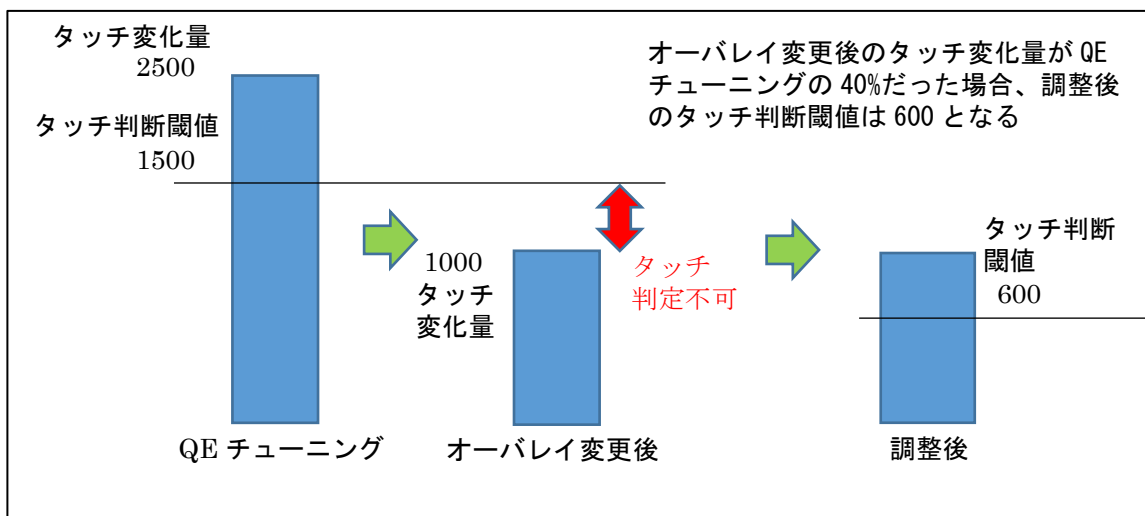 タッチ変化量
2500
タッチ判断閾値
1500
オーバレイ変更後のタッチ変化量が QE
チューニングの 40%だった場合、調整後
のタッチ判断閾値は 600 となる
1000
タッチ
変化量
タッチ
判定不可
タッチ判断
閾値
600
QE チューニング
オーバレイ変更後
調整後